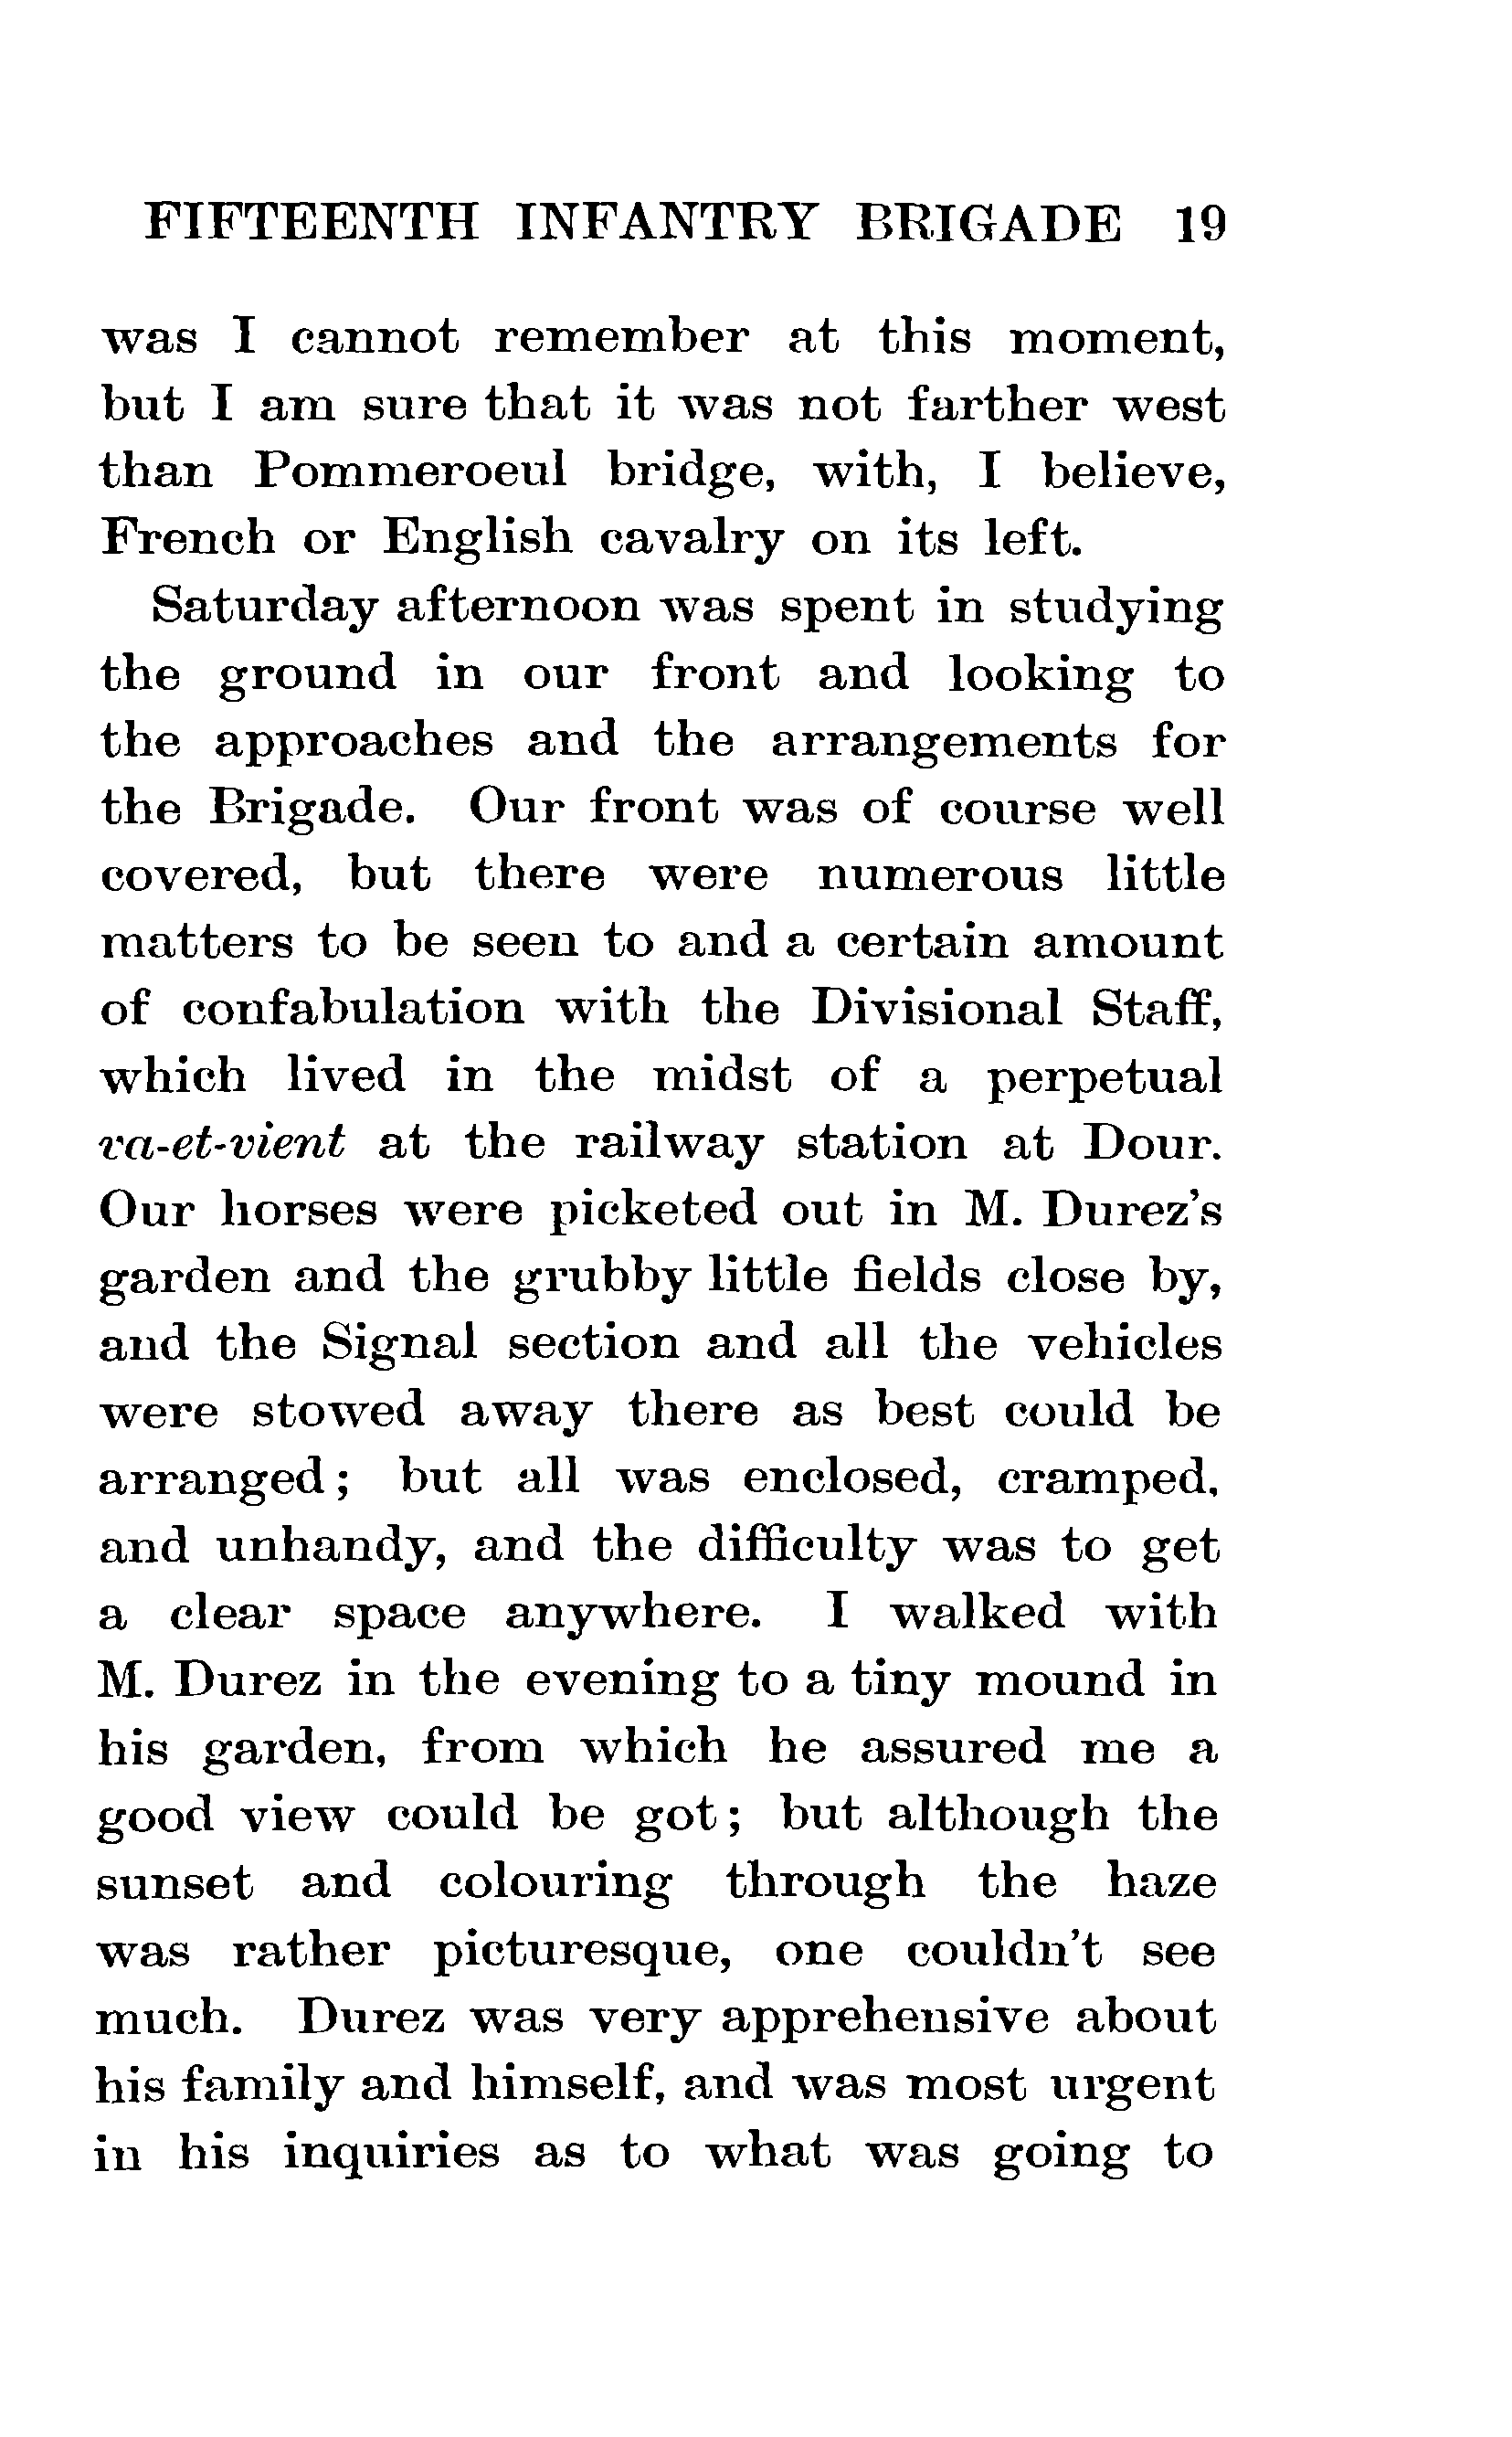 FIFTEENTH INFANTRY BRIGADE 19
was I cannot remember at this moment,
but I am sure that it was not farther west
than Pommeroeul bridge, with, I believe,
French or English cavalry on its left.
Saturday afternoon was spent in studying
the ground in our front and looking to
the approaches and the arrangements for
the Brigade. Our front was of course well
covered, but there were numerous little
matters to be seen to and a certain amount
of confabulation with the Divisional Staff,
which lived in the midst of a perpetual
va-et-vient at the railway station at Dour.
Our horses were picketed out in M. Durez's
garden and the grubby little fields close by,
and the Signal section and all the vehicles
were stowed away there as best could be
arranged; but all was enclosed, cramped,
and unhandy, and the difficulty was to get
a clear space anywhere. I walked with
M. Durez in the evening to a tiny mound in
his garden, from which he assured me a
good view could be got; but although the
sunset and colouring through the haze
was rather picturesque, one couldn't see
much. Durez was very apprehensive about
his family and himself, and was most urgent
in his inquiries as to what was going to